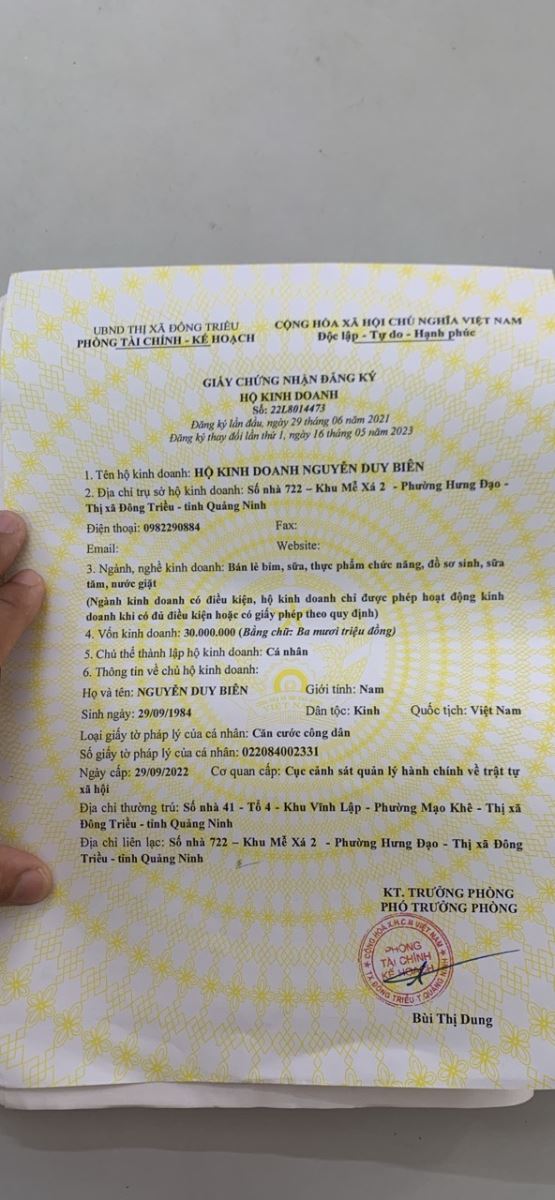 UBND THỊ XÃ ĐÔNG TRIỀU
PHÒNG TÀI CHÍNH - KẾ HOẠCH
CỘNG HÒA XÃ HỘI CHỦ NGHĨA VIỆT NAM
Độc lập - Tự do - Hạnh phúc
GIẤY CHỨNG NHẬN ĐĂNG KÝ
HỘ KINH DOANH
Số: 22L8014473
Đăng ký lần đầu, ngày 29 tháng 06 năm 2021
Đăng ký thay đổi lần thứ 1, ngày 16 tháng 05 năm 2023
1. Tên hộ kinh doanh: HỘ KINH DOANH NGUYỄN DUY BIÊN
2. Địa chỉ trụ sở hộ kinh doanh: Số nhà 722 – Khu Mễ Xá 2 - Phường Hưng Đạo -
Thị xã Đông Triều - tỉnh Quảng Ninh
Điện thoại: 0982290884 Fax:
Email: Website:
3. Ngành, nghề kinh doanh: Bán lẻ bỉm, sữa, thực phẩm chức năng, đồ sơ sinh, sữa
tắm, nước giặt
(Ngành kinh doanh có điều kiện, hộ kinh doanh chỉ được phép hoạt động kinh
doanh khi có đủ điều kiện hoặc có giấy phép theo quy định)
4. Vốn kinh doanh: 30.000.000 (Bằng chữ: Ba mươi triệu đồng)
5. Chủ thể thành lập hộ kinh doanh: Cá nhân
6. Thông tin về chủ hộ kinh doanh:
Họ và tên: NGUYỄN DUY BIÊN Giới tính: Nam
Sinh ngày: 29/09/1984 Dân tộc: Kinh Quốc tịch: Việt Nam
Loại giấy tờ pháp lý của cá nhân: Căn cước công dân
Số giấy tờ pháp lý của cá nhân: 022084002331
Ngày cấp: 29/09/2022 Cơ quan cấp: Cục cảnh sát quản lý hành chính về trật tự
xã hội
Địa chỉ thường trú: Số nhà 41 - Tổ 4 - Khu Vĩnh Lập - Phường Mạo Khê - Thị xã
Đông Triều - tỉnh Quảng Ninh
Địa chỉ liên lạc: Số nhà 722 – Khu Mễ Xá 2 - Phường Hưng Đạo - Thị xã Đông
Triều - tỉnh Quảng Ninh
KT. TRƯỞNG PHÒNG
PHÓ TRƯỞNG PHÒNG
CỘNG HÒA X.H.C.N VIỆT NAM
PHÒNG
TÀI CHÍNH
KẾ HOẠCH
TX.ĐÔNG TRIỀU T.QUẢNG NINH
Bùi Thị Dung